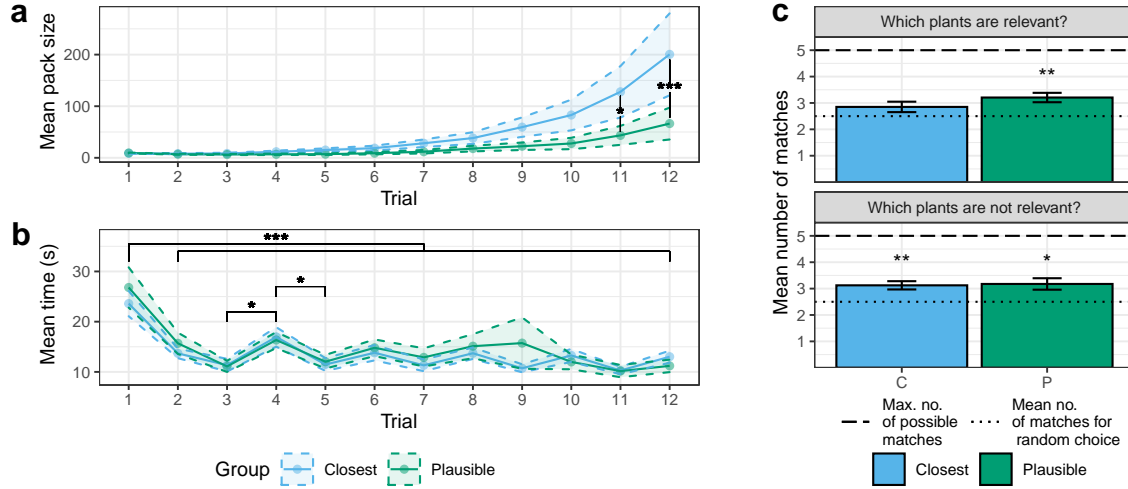 a
Mean pack size
200
100
0
***
*
1 2 3 4 5 6 7 8 9 10 11 12
Trial
b
Mean time (s)
30
20
10
***
*
*
1 2 3 4 5 6 7 8 9 10 11 12
Trial
Group
Closest
Plausible
c
Mean number of matches
Which plants are relevant?
5
4
3
2
1
**
Which plants are not relevant?
5
4
3
2
1
**
*
C P
Max. no.
of possible
matches
Mean no.
of matches for
random choice
Closest
Plausible